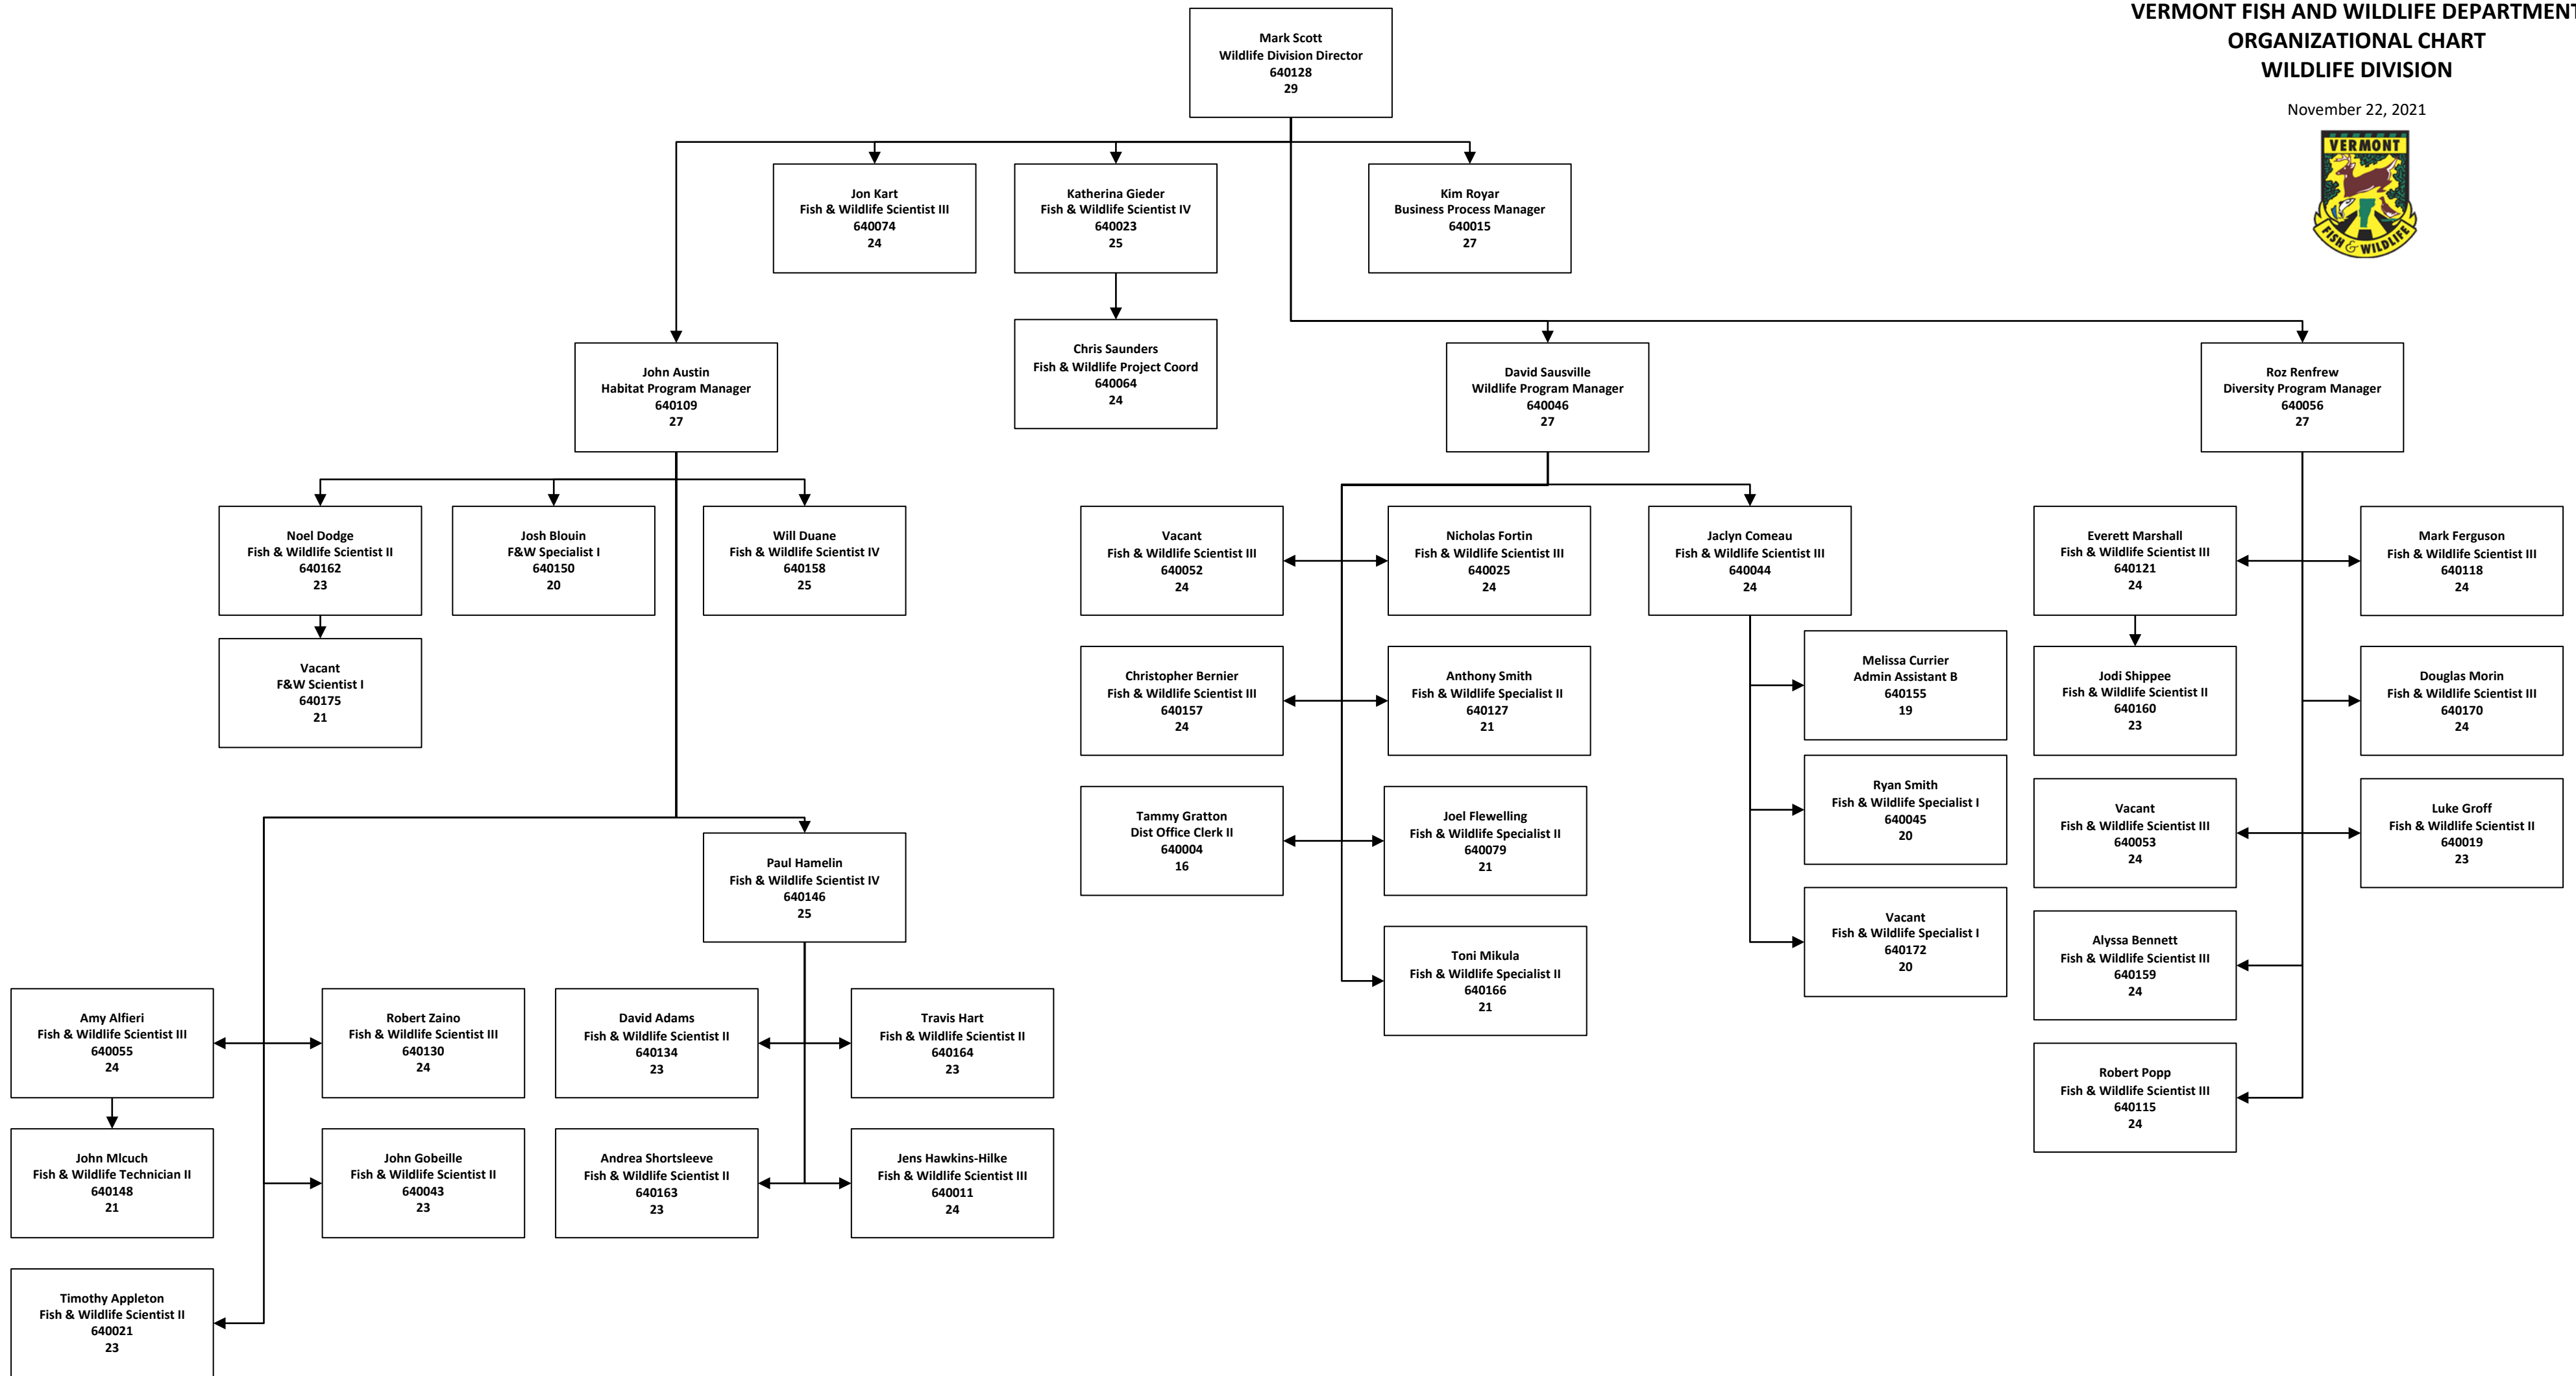 VERMONT FISH AND WILDLIFE DEPARTMENT
ORGANIZATIONAL CHART
WILDLIFE DIVISION
November 22, 2021
VERMONT
FISH & WILDLIFE
Mark Scott
Wildlife Division Director
640128
29
Jon Kart
Fish & Wildlife Scientist III
640074
24
Katherina Gieder
Fish & Wildlife Scientist IV
640023
25
Kim Royar
Business Process Manager
640015
27
Chris Saunders
Fish & Wildlife Project Coord
640064
24
John Austin
Habitat Program Manager
640109
27
David Sausville
Wildlife Program Manager
640046
27
Roz Renfrew
Diversity Program Manager
640056
27
Noel Dodge
Fish & Wildlife Scientist II
640162
23
Josh Blouin
F&W Specialist I
640150
20
Will Duane
Fish & Wildlife Scientist IV
640158
25
Vacant
Fish & Wildlife Scientist III
640052
24
Nicholas Fortin
Fish & Wildlife Scientist III
640025
24
Jaclyn Comeau
Fish & Wildlife Scientist III
640044
24
Everett Marshall
Fish & Wildlife Scientist III
640121
24
Mark Ferguson
Fish & Wildlife Scientist III
640118
24
Vacant
F&W Scientist I
640175
21
Christopher Bernier
Fish & Wildlife Scientist III
640157
24
Anthony Smith
Fish & Wildlife Specialist II
640127
21
Melissa Currier
Admin Assistant B
640155
19
Jodi Shippee
Fish & Wildlife Scientist II
640160
23
Douglas Morin
Fish & Wildlife Scientist III
640170
24
Tammy Gratton
Dist Office Clerk II
640004
16
Joel Flewelling
Fish & Wildlife Specialist II
640079
21
Ryan Smith
Fish & Wildlife Specialist I
640045
20
Vacant
Fish & Wildlife Scientist III
640053
24
Luke Groff
Fish & Wildlife Scientist II
640019
23
Paul Hamelin
Fish & Wildlife Scientist IV
640146
25
Toni Mikula
Fish & Wildlife Specialist II
640166
21
Vacant
Fish & Wildlife Specialist I
640172
20
Alyssa Bennett
Fish & Wildlife Scientist III
640159
24
Amy Alfieri
Fish & Wildlife Scientist III
640055
24
Robert Zaino
Fish & Wildlife Scientist III
640130
24
David Adams
Fish & Wildlife Scientist II
640134
23
Travis Hart
Fish & Wildlife Scientist II
640164
23
Robert Popp
Fish & Wildlife Scientist III
640115
24
John Mlcuch
Fish & Wildlife Technician II
640148
21
John Gobeille
Fish & Wildlife Scientist II
640043
23
Andrea Shortsleeve
Fish & Wildlife Scientist II
640163
23
Jens Hawkins-Hilke
Fish & Wildlife Scientist III
640011
24
Timothy Appleton
Fish & Wildlife Scientist II
640021
23